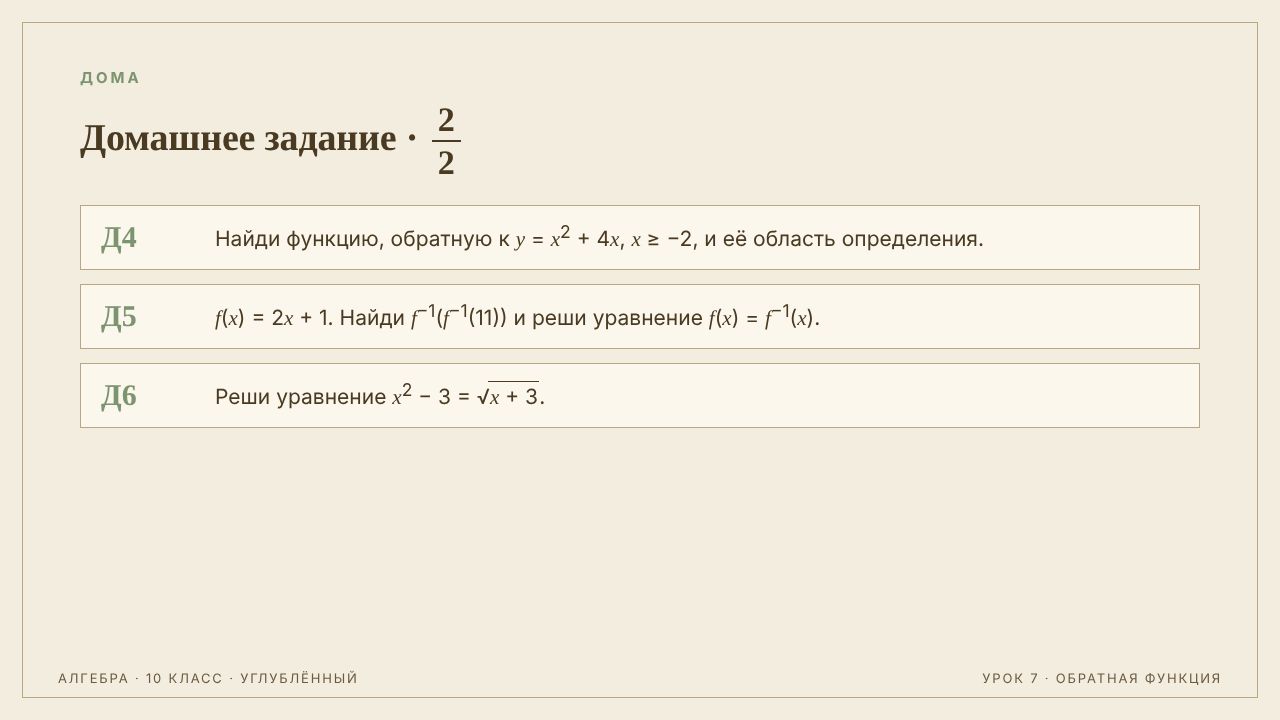 ДОМА
Домашнее задание · 2/2
Д4 Найди функцию, обратную к y = x² + 4x, x ≥ −2, и её область определения.
Д5 f(x) = 2x + 1. Найди f⁻¹(f⁻¹(11)) и реши уравнение f(x) = f⁻¹(x).
Д6 Реши уравнение x² − 3 = √(x + 3).
АЛГЕБРА · 10 КЛАСС · УГЛУБЛЁННЫЙ
УРОК 7 · ОБРАТНАЯ ФУНКЦИЯ